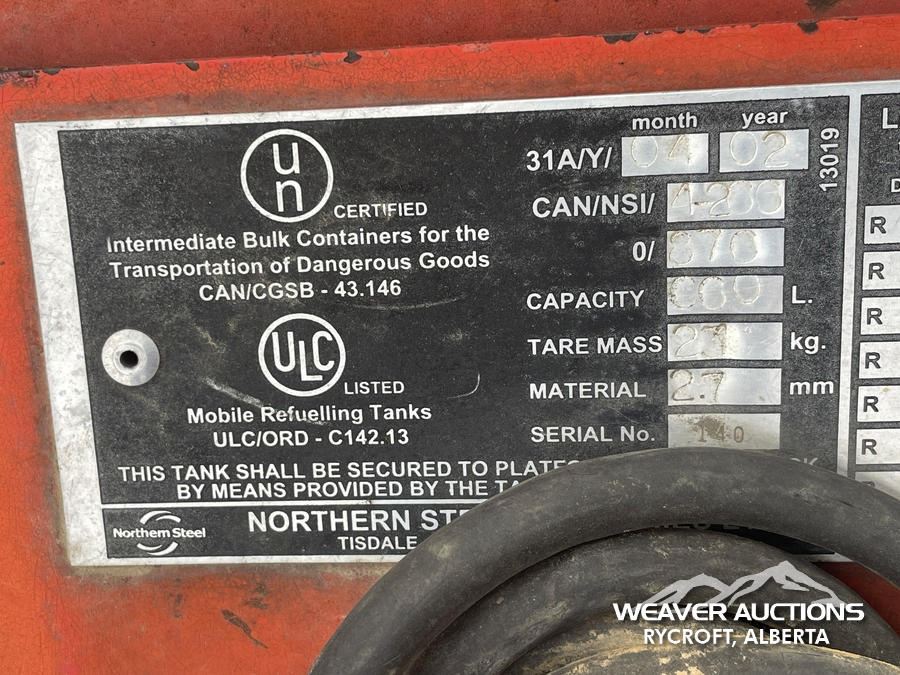 un
CERTIFIED
Intermediate Bulk Containers for the
Transportation of Dangerous Goods
CAN/CGSB - 43.146
ULC
LISTED
Mobile Refuelling Tanks
ULC/ORD - C142.13
month year
31A/Y/ 04 02
13019
CAN/NSI/
0/ 870
CAPACITY L.
TARE MASS kg.
MATERIAL 2.7 mm
SERIAL No. 140
THIS TANK SHALL BE SECURED TO
BY MEANS PROVIDED BY THE
Northern Steel
NORTHERN
TISDALE
R
R
R
R
R
R
WEAVER AUCTIONS
RYCROFT, ALBERTA